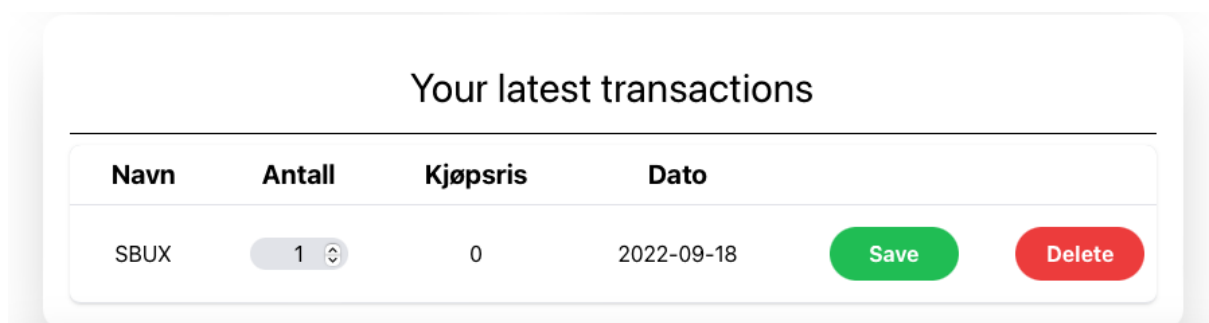 Your latest transactions
Navn Antall Kjøpsris Dato
SBUX 1 0 2022-09-18 Save Delete